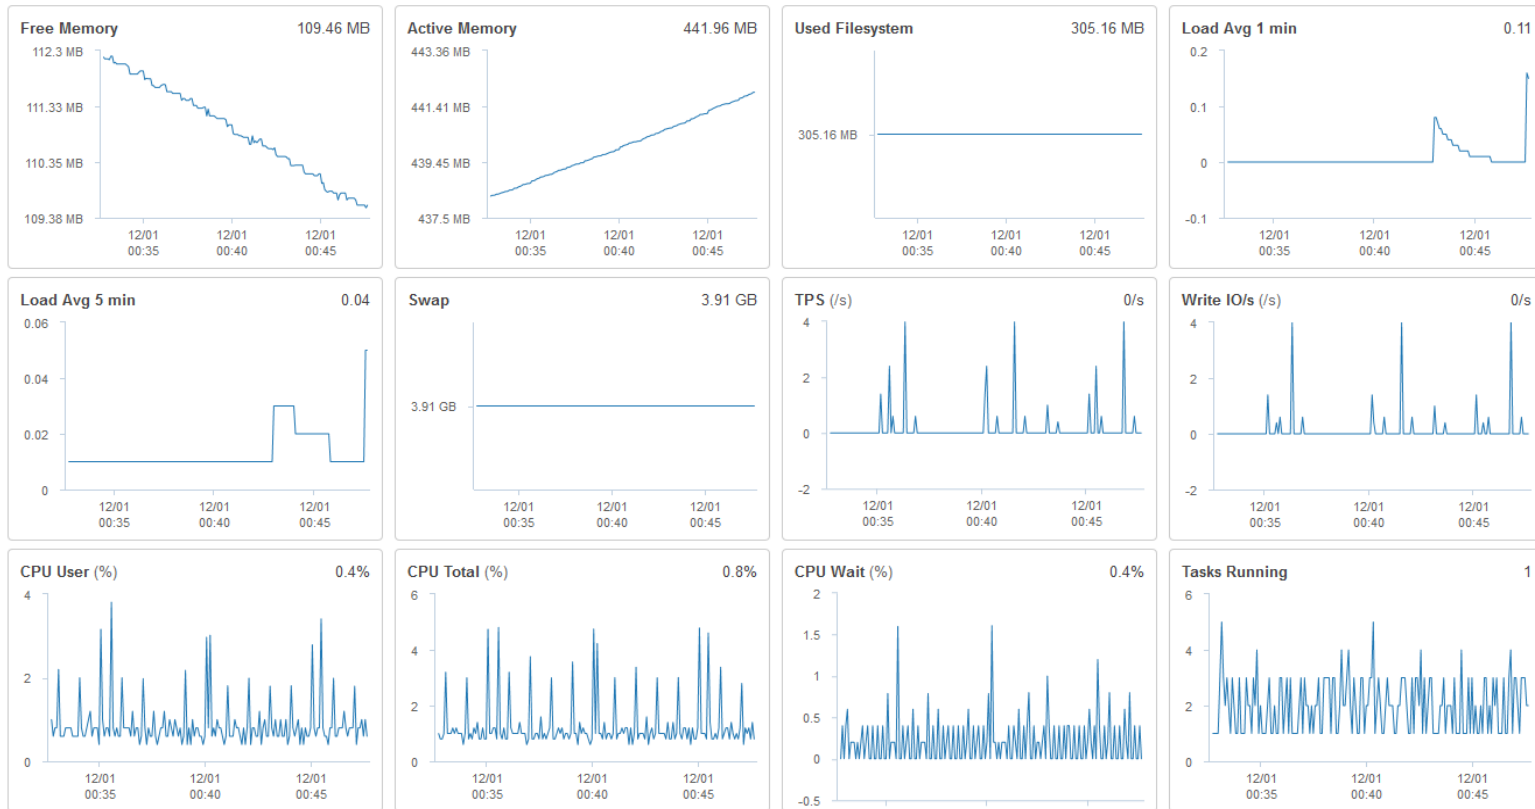 Free Memory 109.46 MB
112.3 MB
111.33 MB
110.35 MB
109.38 MB
12/01 12/01 12/01
00:35 00:40 00:45
Active Memory 441.96 MB
443.36 MB
441.41 MB
439.45 MB
437.5 MB
12/01 12/01 12/01
00:35 00:40 00:45
Used Filesystem 305.16 MB
305.16 MB
12/01 12/01 12/01
00:35 00:40 00:45
Load Avg 1 min 0.11
0.2
0.1
0
-0.1
12/01 12/01 12/01
00:35 00:40 00:45
Load Avg 5 min 0.04
0.06
0.04
0.02
0
12/01 12/01 12/01
00:35 00:40 00:45
Swap 3.91 GB
3.91 GB
12/01 12/01 12/01
00:35 00:40 00:45
TPS (/s) 0/s
4
2
0
-2
12/01 12/01 12/01
00:35 00:40 00:45
Write IO/s (/s) 0/s
4
2
0
-2
12/01 12/01 12/01
00:35 00:40 00:45
CPU User (%) 0.4%
4
2
0
12/01 12/01 12/01
00:35 00:40 00:45
CPU Total (%) 0.8%
6
4
2
0
12/01 12/01 12/01
00:35 00:40 00:45
CPU Wait (%) 0.4%
2
1.5
1
0.5
0
-0.5
Tasks Running 1
6
4
2
0
12/01 12/01 12/01
00:35 00:40 00:45